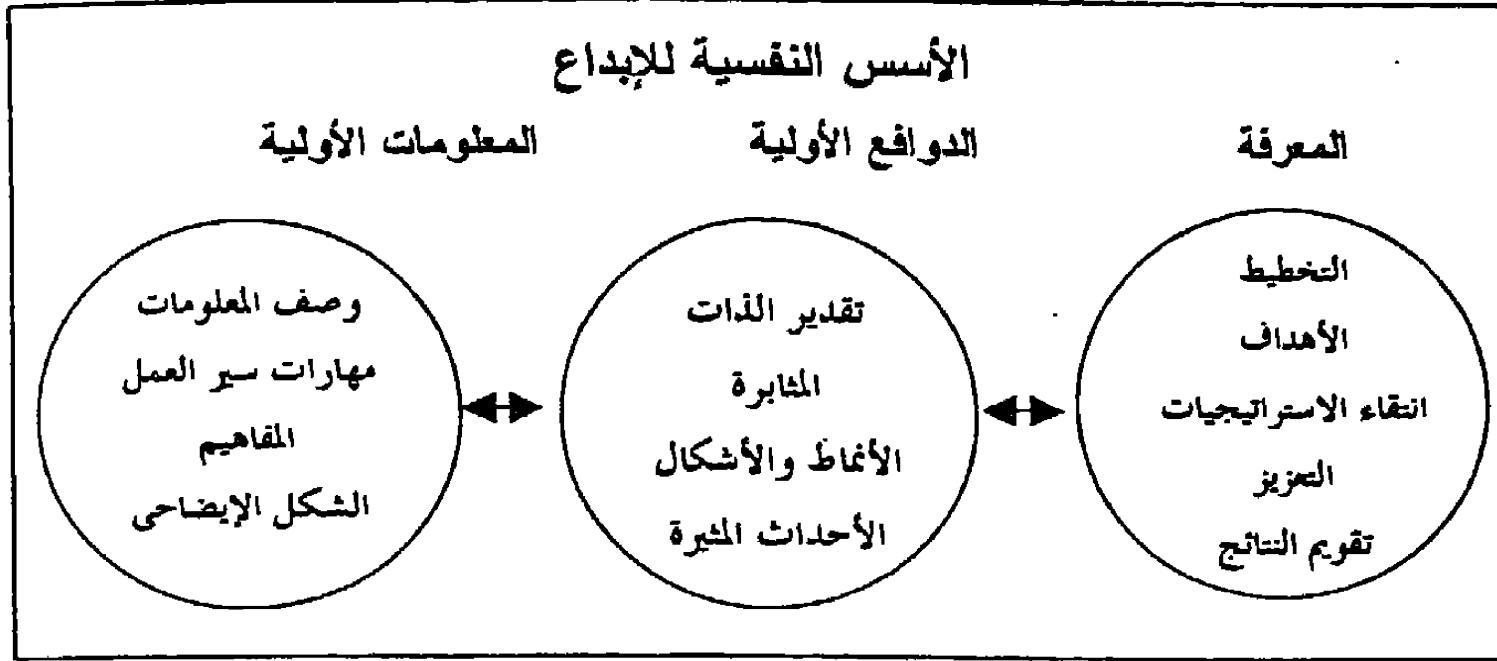 الأسس النفسية للإبداع
المعرفة
الدوافع الأولية
المعلومات الأولية
التخطيط
الأهداف
انتقاء الاستراتيجيات
التعزيز
تقويم النتائج
تقدير الذات
المثابرة
الأنماط والأشكال
الأحداث المثيرة
وصف المعلومات
مهارات سير العمل
المفاهيم
الشكل الإيضاحى